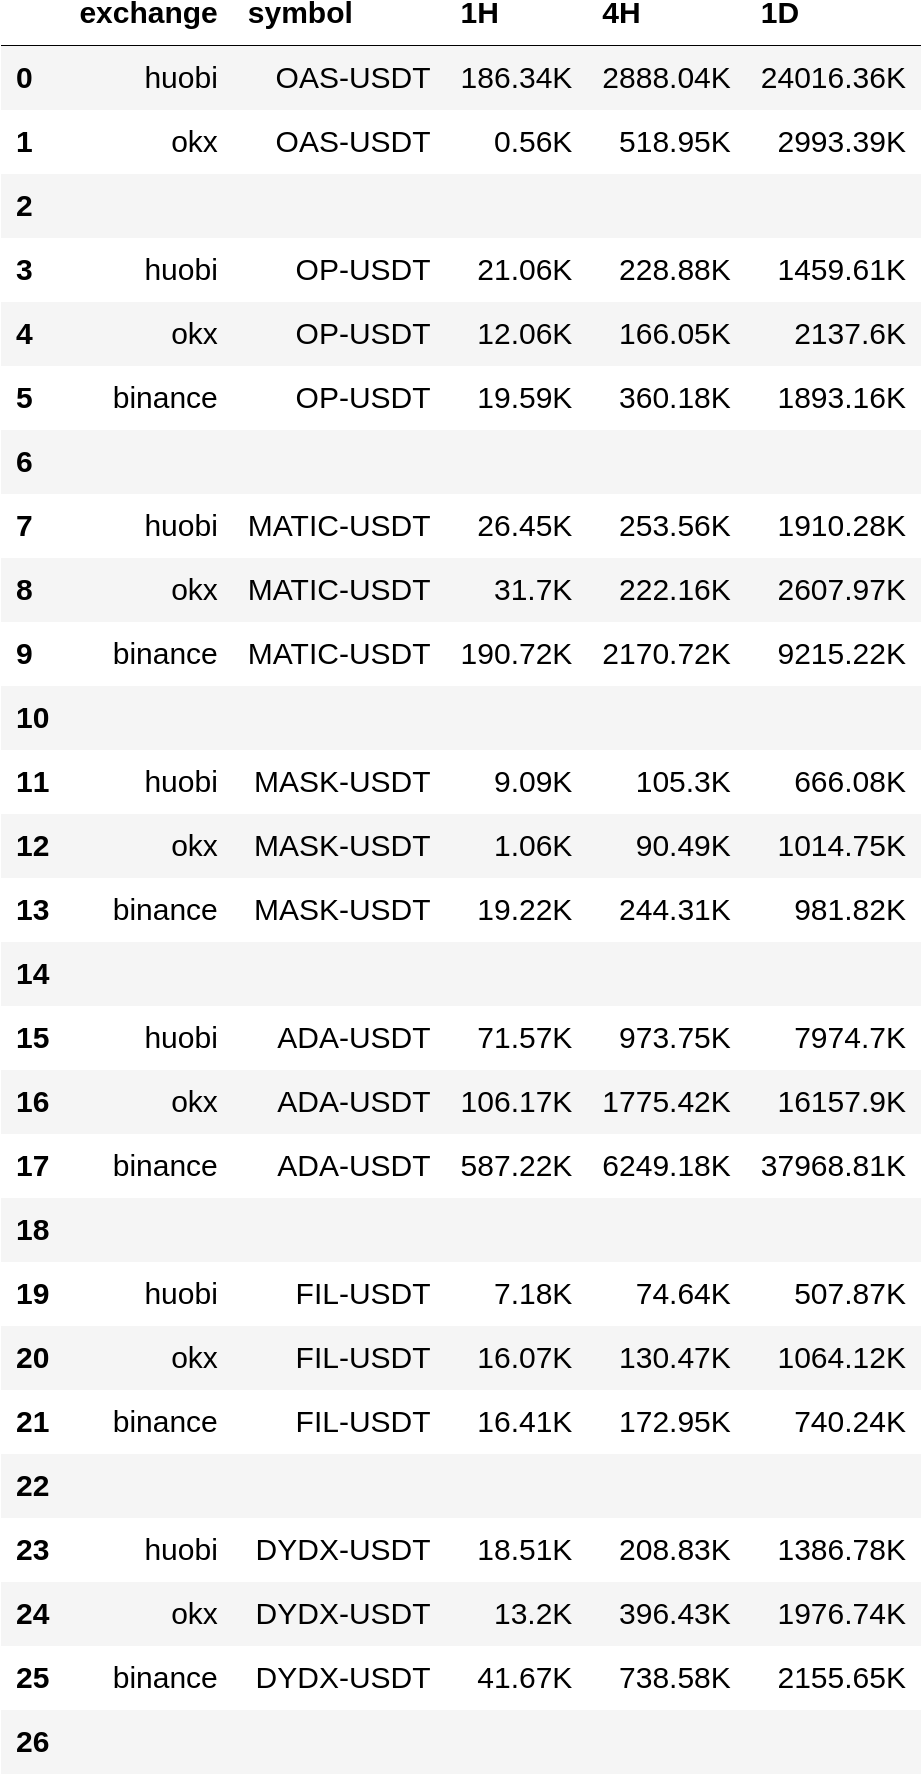 exchange symbol 1H 4H 1D
0 huobi OAS-USDT 186.34K 2888.04K 24016.36K
1 okx OAS-USDT 0.56K 518.95K 2993.39K
2
3 huobi OP-USDT 21.06K 228.88K 1459.61K
4 okx OP-USDT 12.06K 166.05K 2137.6K
5 binance OP-USDT 19.59K 360.18K 1893.16K
6
7 huobi MATIC-USDT 26.45K 253.56K 1910.28K
8 okx MATIC-USDT 31.7K 222.16K 2607.97K
9 binance MATIC-USDT 190.72K 2170.72K 9215.22K
10
11 huobi MASK-USDT 9.09K 105.3K 666.08K
12 okx MASK-USDT 1.06K 90.49K 1014.75K
13 binance MASK-USDT 19.22K 244.31K 981.82K
14
15 huobi ADA-USDT 71.57K 973.75K 7974.7K
16 okx ADA-USDT 106.17K 1775.42K 16157.9K
17 binance ADA-USDT 587.22K 6249.18K 37968.81K
18
19 huobi FIL-USDT 7.18K 74.64K 507.87K
20 okx FIL-USDT 16.07K 130.47K 1064.12K
21 binance FIL-USDT 16.41K 172.95K 740.24K
22
23 huobi DYDX-USDT 18.51K 208.83K 1386.78K
24 okx DYDX-USDT 13.2K 396.43K 1976.74K
25 binance DYDX-USDT 41.67K 738.58K 2155.65K
26